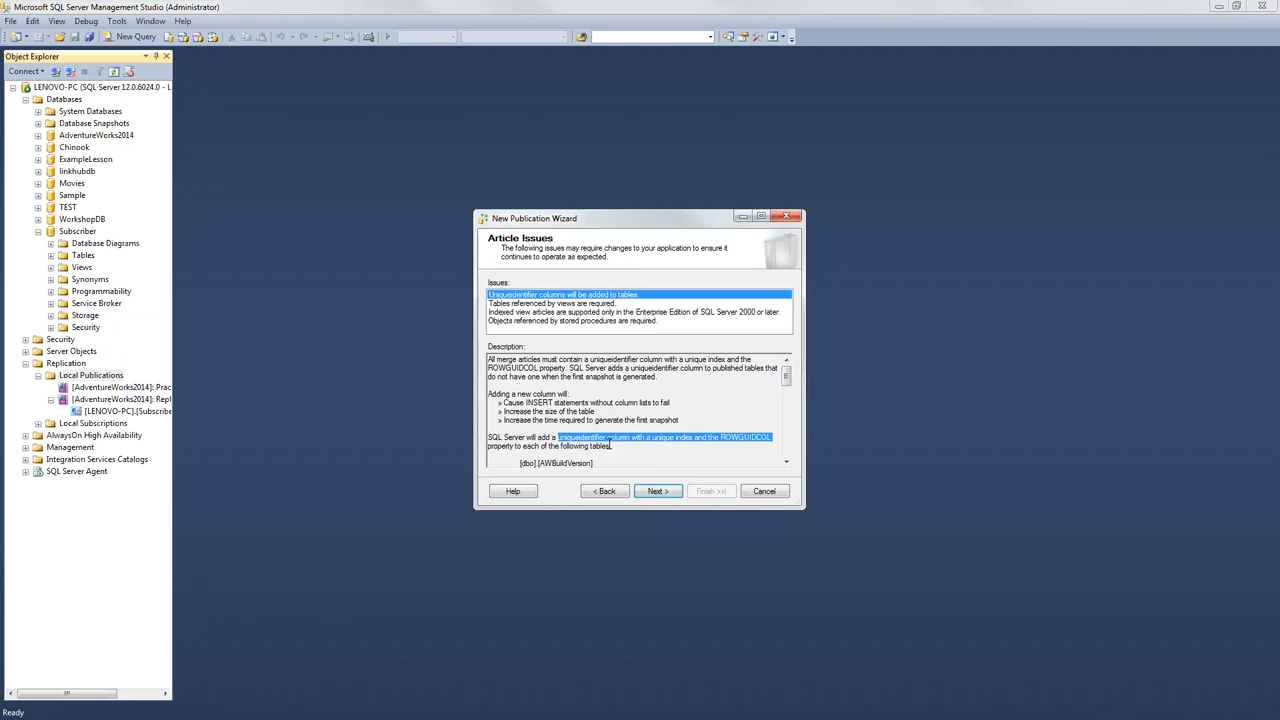 Microsoft SQL Server Management Studio (Administrator)
File Edit View Debug Tools Window Help
New Query
Object Explorer
Connect
LENOVO-PC (SQL Server 12.0.6024.0 - L
Databases
System Databases
Database Snapshots
AdventureWorks2014
Chinook
ExampleLesson
linkhubdb
Movies
Sample
TEST
WorkshopDB
Subscriber
Database Diagrams
Tables
Views
Synonyms
Programmability
Service Broker
Storage
Security
Security
Server Objects
Replication
Local Publications
[AdventureWorks2014]: Prac
[AdventureWorks2014]: Repl
[LENOVO-PC].[Subscribe
Local Subscriptions
AlwaysOn High Availability
Management
Integration Services Catalogs
SQL Server Agent
New Publication Wizard
Article Issues
The following issues may require changes to your application to ensure it
continues to operate as expected.
Issues:
Uniqueidentifier columns will be added to tables.
Tables referenced by views are required.
Indexed view articles are supported only in the Enterprise Edition of SQL Server 2000 or later.
Objects referenced by stored procedures are required.
Description:
All merge articles must contain a uniqueidentifier column with a unique index and the
ROWGUIDCOL property. SQL Server adds a uniqueidentifier column to published tables that
do not have one when the first snapshot is generated.
Adding a new column will:
» Cause INSERT statements without column lists to fail
» Increase the size of the table
» Increase the time required to generate the first snapshot
SQL Server will add a uniqueidentifier column with a unique index and the ROWGUIDCOL
property to each of the following tables.
[dbo].[AWBuildVersion]
Help < Back Next > Finish >>| Cancel
Ready